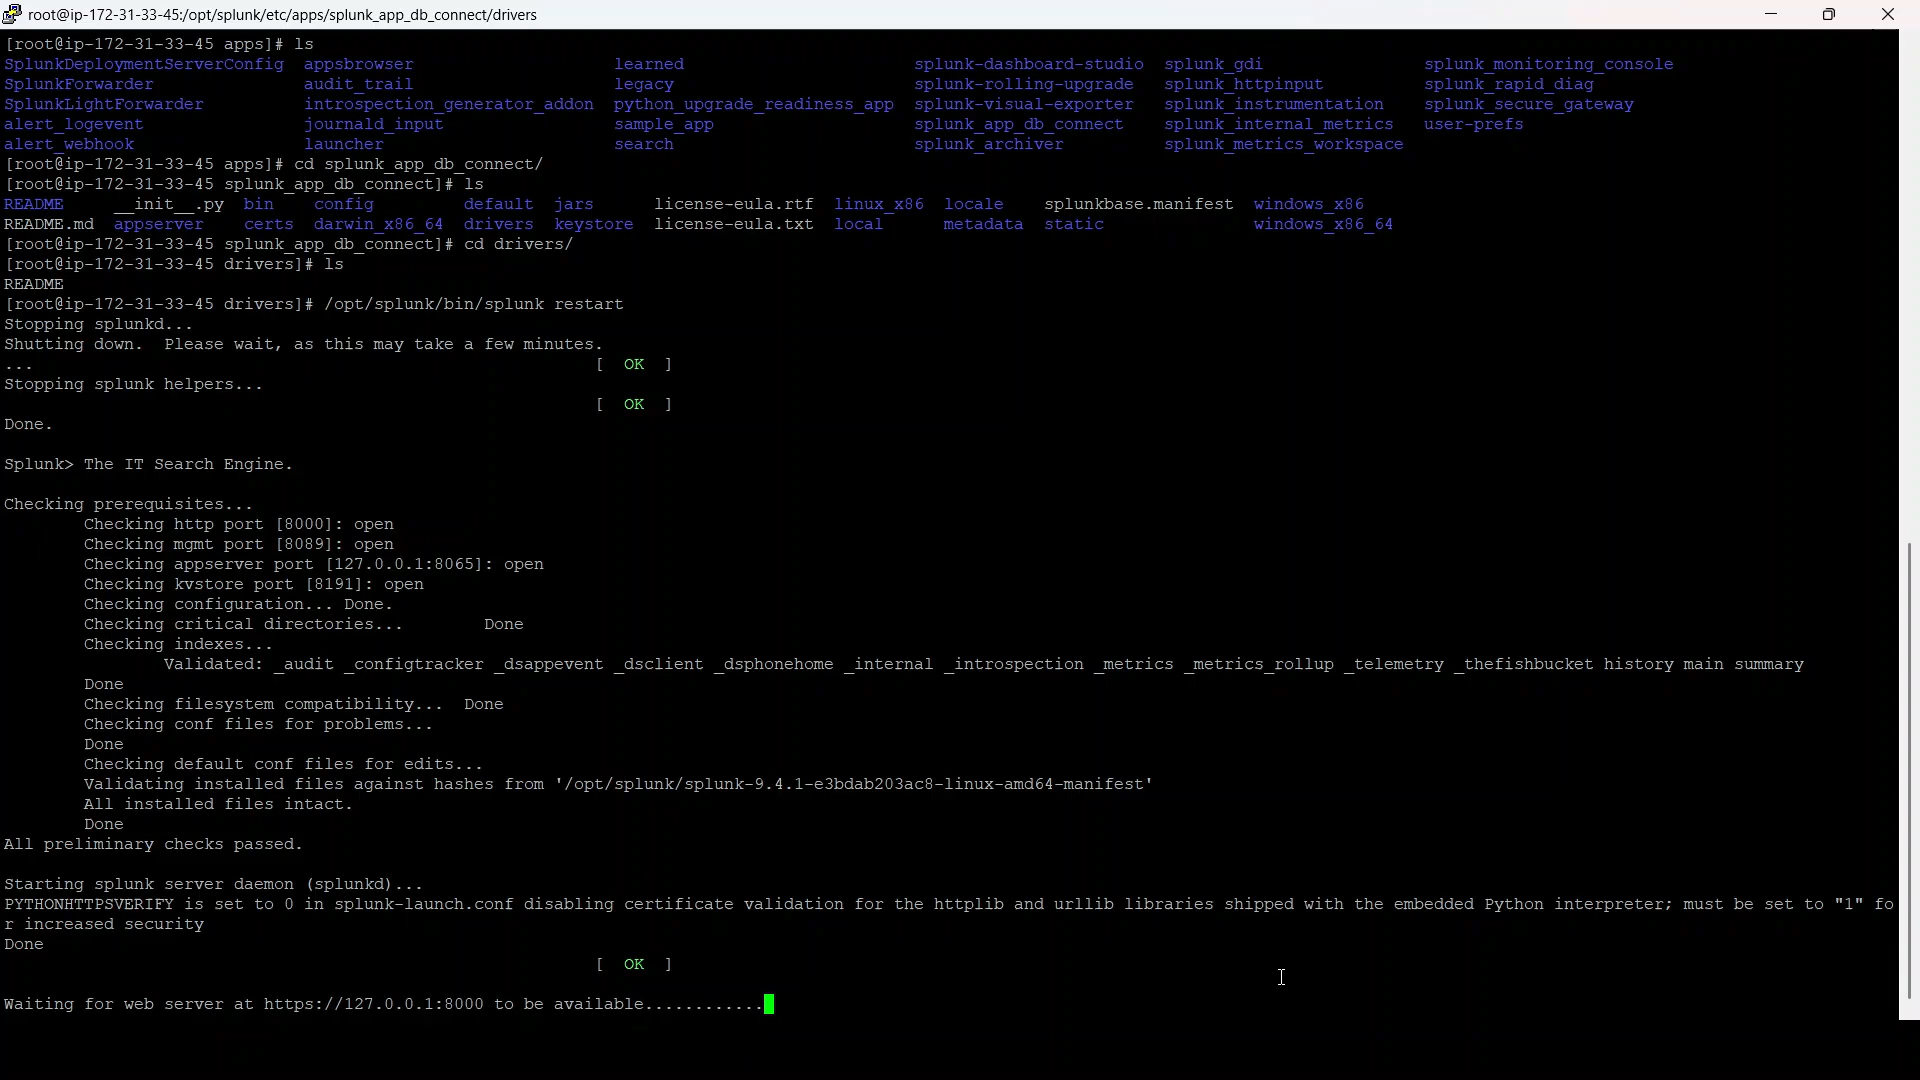 root@ip-172-31-33-45:/opt/splunk/etc/apps/splunk_app_db_connect/drivers
[root@ip-172-31-33-45 apps]# ls
SplunkDeploymentServerConfig appsbrowser learned splunk-dashboard-studio splunk_gdi splunk_monitoring_console
SplunkForwarder audit_trail legacy splunk-rolling-upgrade splunk_httpinput splunk_rapid_diag
SplunkLightForwarder introspection_generator_addon python_upgrade_readiness_app splunk-visual-exporter splunk_instrumentation splunk_secure_gateway
alert_logevent journald_input sample_app splunk_app_db_connect splunk_internal_metrics user-prefs
alert_webhook launcher search splunk_archiver splunk_metrics_workspace
[root@ip-172-31-33-45 apps]# cd splunk_app_db_connect/
[root@ip-172-31-33-45 splunk_app_db_connect]# ls
README __init__.py bin config default jars license-eula.rtf linux_x86 locale splunkbase.manifest windows_x86
README.md appserver certs darwin_x86_64 drivers keystore license-eula.txt local metadata static windows_x86_64
[root@ip-172-31-33-45 splunk_app_db_connect]# cd drivers/
[root@ip-172-31-33-45 drivers]# ls
README
[root@ip-172-31-33-45 drivers]# /opt/splunk/bin/splunk restart
Stopping splunkd...
Shutting down.  Please wait, as this may take a few minutes.
... [  OK  ]
Stopping splunk helpers...
[  OK  ]
Done.
Splunk> The IT Search Engine.
Checking prerequisites...
Checking http port [8000]: open
Checking mgmt port [8089]: open
Checking appserver port [127.0.0.1:8065]: open
Checking kvstore port [8191]: open
Checking configuration... Done.
Checking critical directories... Done
Checking indexes...
Validated: _audit _configtracker _dsappevent _dsclient _dsphonehome _internal _introspection _metrics _metrics_rollup _telemetry _thefishbucket history main summary
Done
Checking filesystem compatibility... Done
Checking conf files for problems...
Done
Checking default conf files for edits...
Validating installed files against hashes from '/opt/splunk/splunk-9.4.1-e3bdab203ac8-linux-amd64-manifest'
All installed files intact.
Done
All preliminary checks passed.
Starting splunk server daemon (splunkd)...
PYTHONHTTPSVERIFY is set to 0 in splunk-launch.conf disabling certificate validation for the httplib and urllib libraries shipped with the embedded Python interpreter; must be set to "1" fo
r increased security
Done
[  OK  ]
Waiting for web server at https://127.0.0.1:8000 to be available............